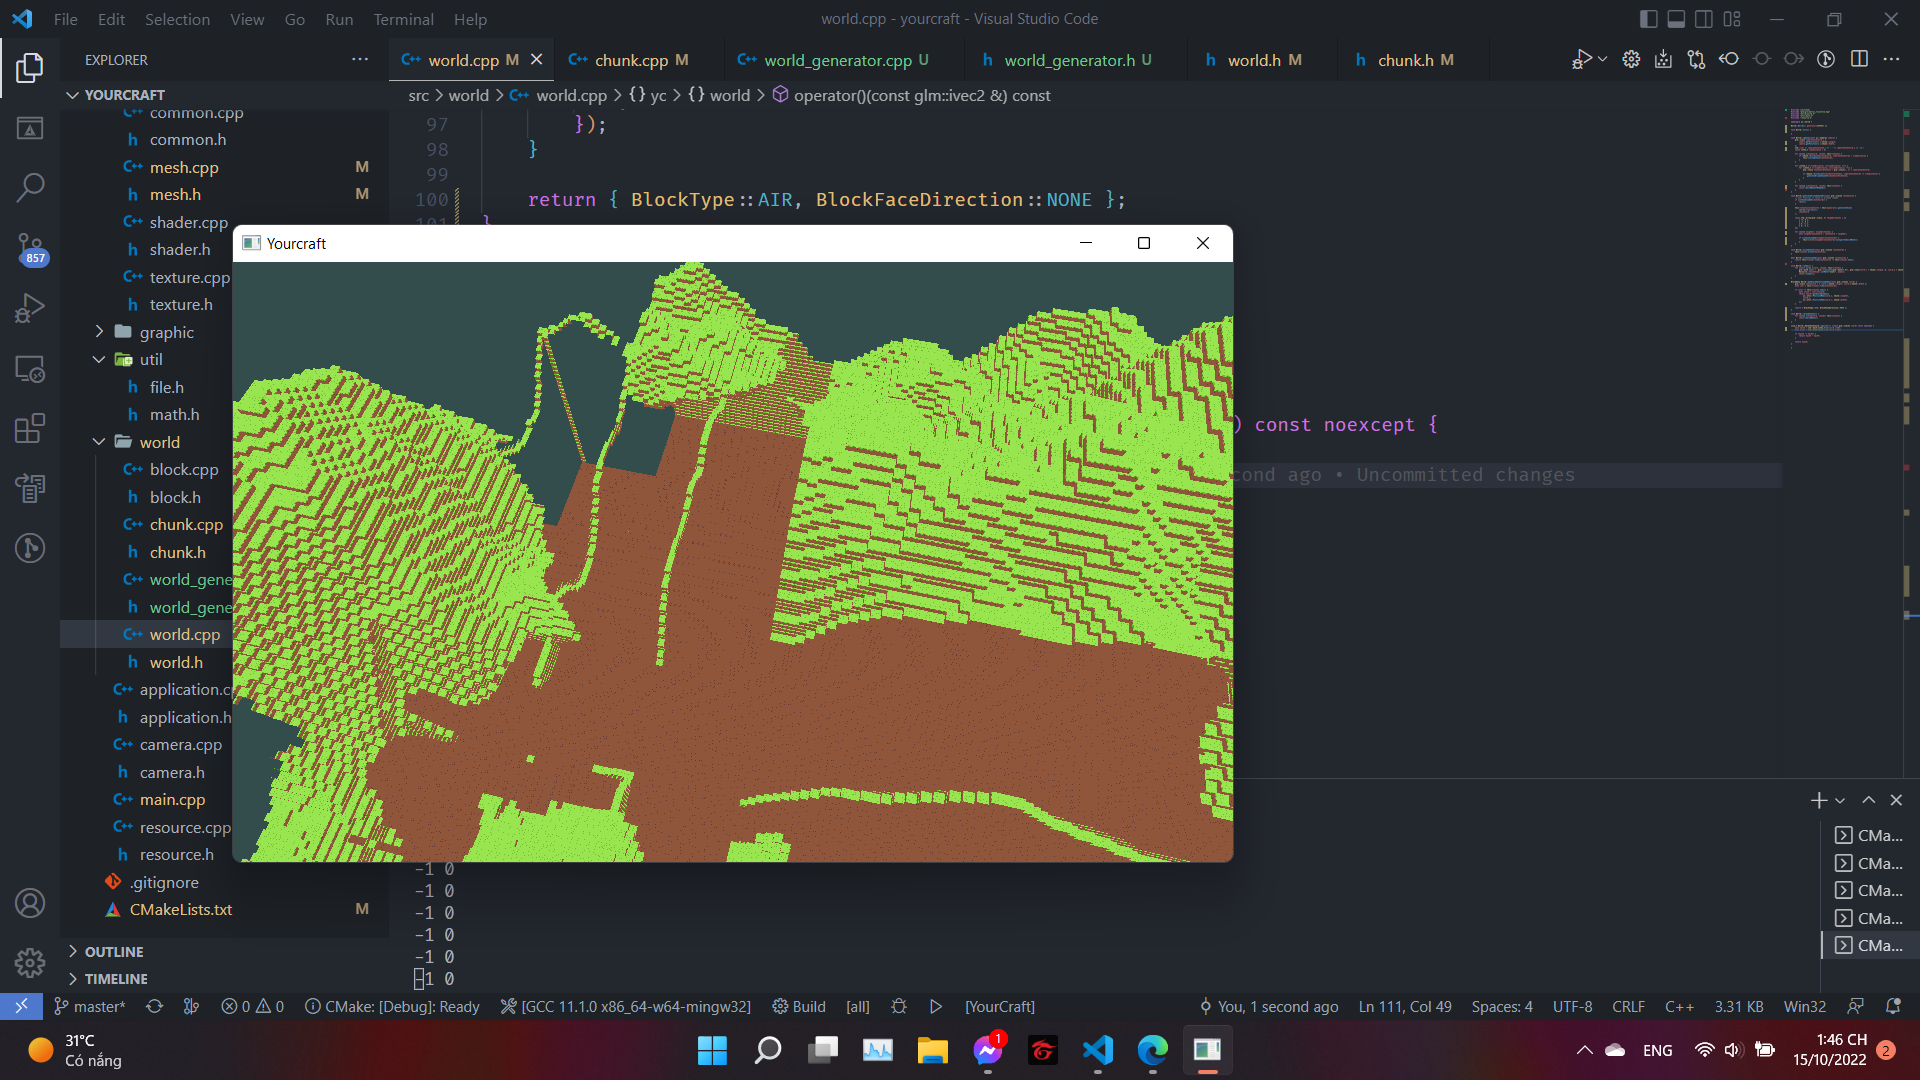 File Edit Selection View Go Run Terminal Help
world.cpp - yourcraft - Visual Studio Code
EXPLORER
world.cpp M
chunk.cpp M
world_generator.cpp U
world_generator.h U
world.h M
chunk.h M
YOURCRAFT
src > world > world.cpp > {} yc > {} world > operator()(const glm::ivec2 &) const
common.cpp
common.h
mesh.cpp M
mesh.h M
shader.cpp
shader.h
texture.cpp
texture.h
graphic
util
file.h
math.h
world
block.cpp
block.h
chunk.cpp
chunk.h
world_gene
world_gene
world.cpp
world.h
application.c
application.h
camera.cpp
camera.h
main.cpp
resource.cpp
resource.h
.gitignore
CMakeLists.txt M
OUTLINE
TIMELINE
857
97 });
98 }
99
100 return { BlockType::AIR, BlockFaceDirection::NONE };
101 }
Yourcraft
) const noexcept {
cond ago • Uncommitted changes
-1 0
-1 0
-1 0
-1 0
-1 0
-1 0
CMa...
CMa...
CMa...
CMa...
CMa...
master* 0 0 CMake: [Debug]: Ready [GCC 11.1.0 x86_64-w64-mingw32] Build [all] [YourCraft]
You, 1 second ago Ln 111, Col 49 Spaces: 4 UTF-8 CRLF C++ 3.31 KB Win32
31°C
Có nắng
1
ENG
1:46 CH
15/10/2022
2